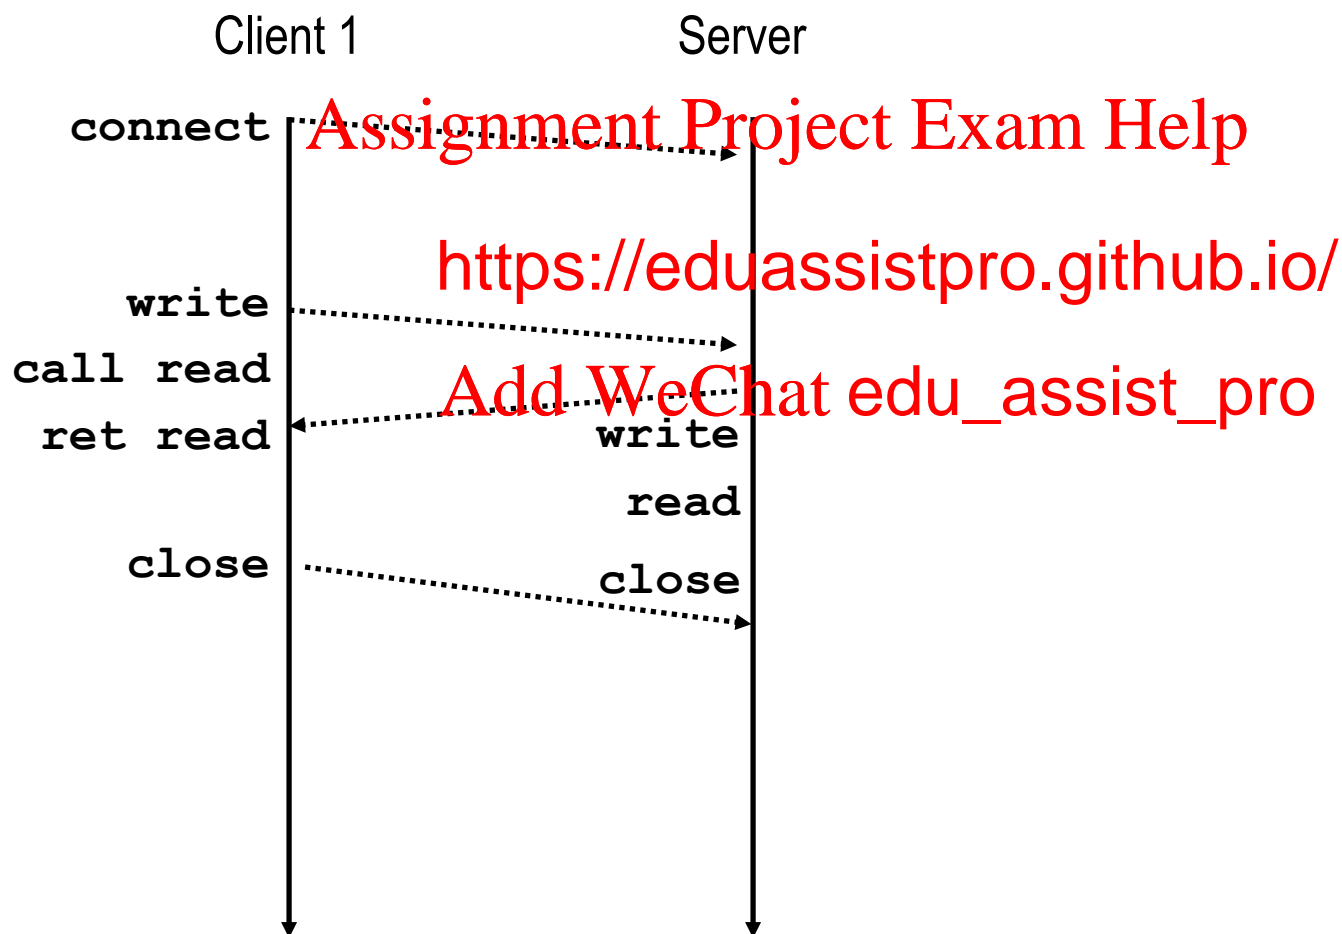 Client 1 Server
connect Assignment Project Exam Help
https://eduassistpro.github.io/
write
call read
Add WeChat edu_assist_pro
ret read write
read
close close